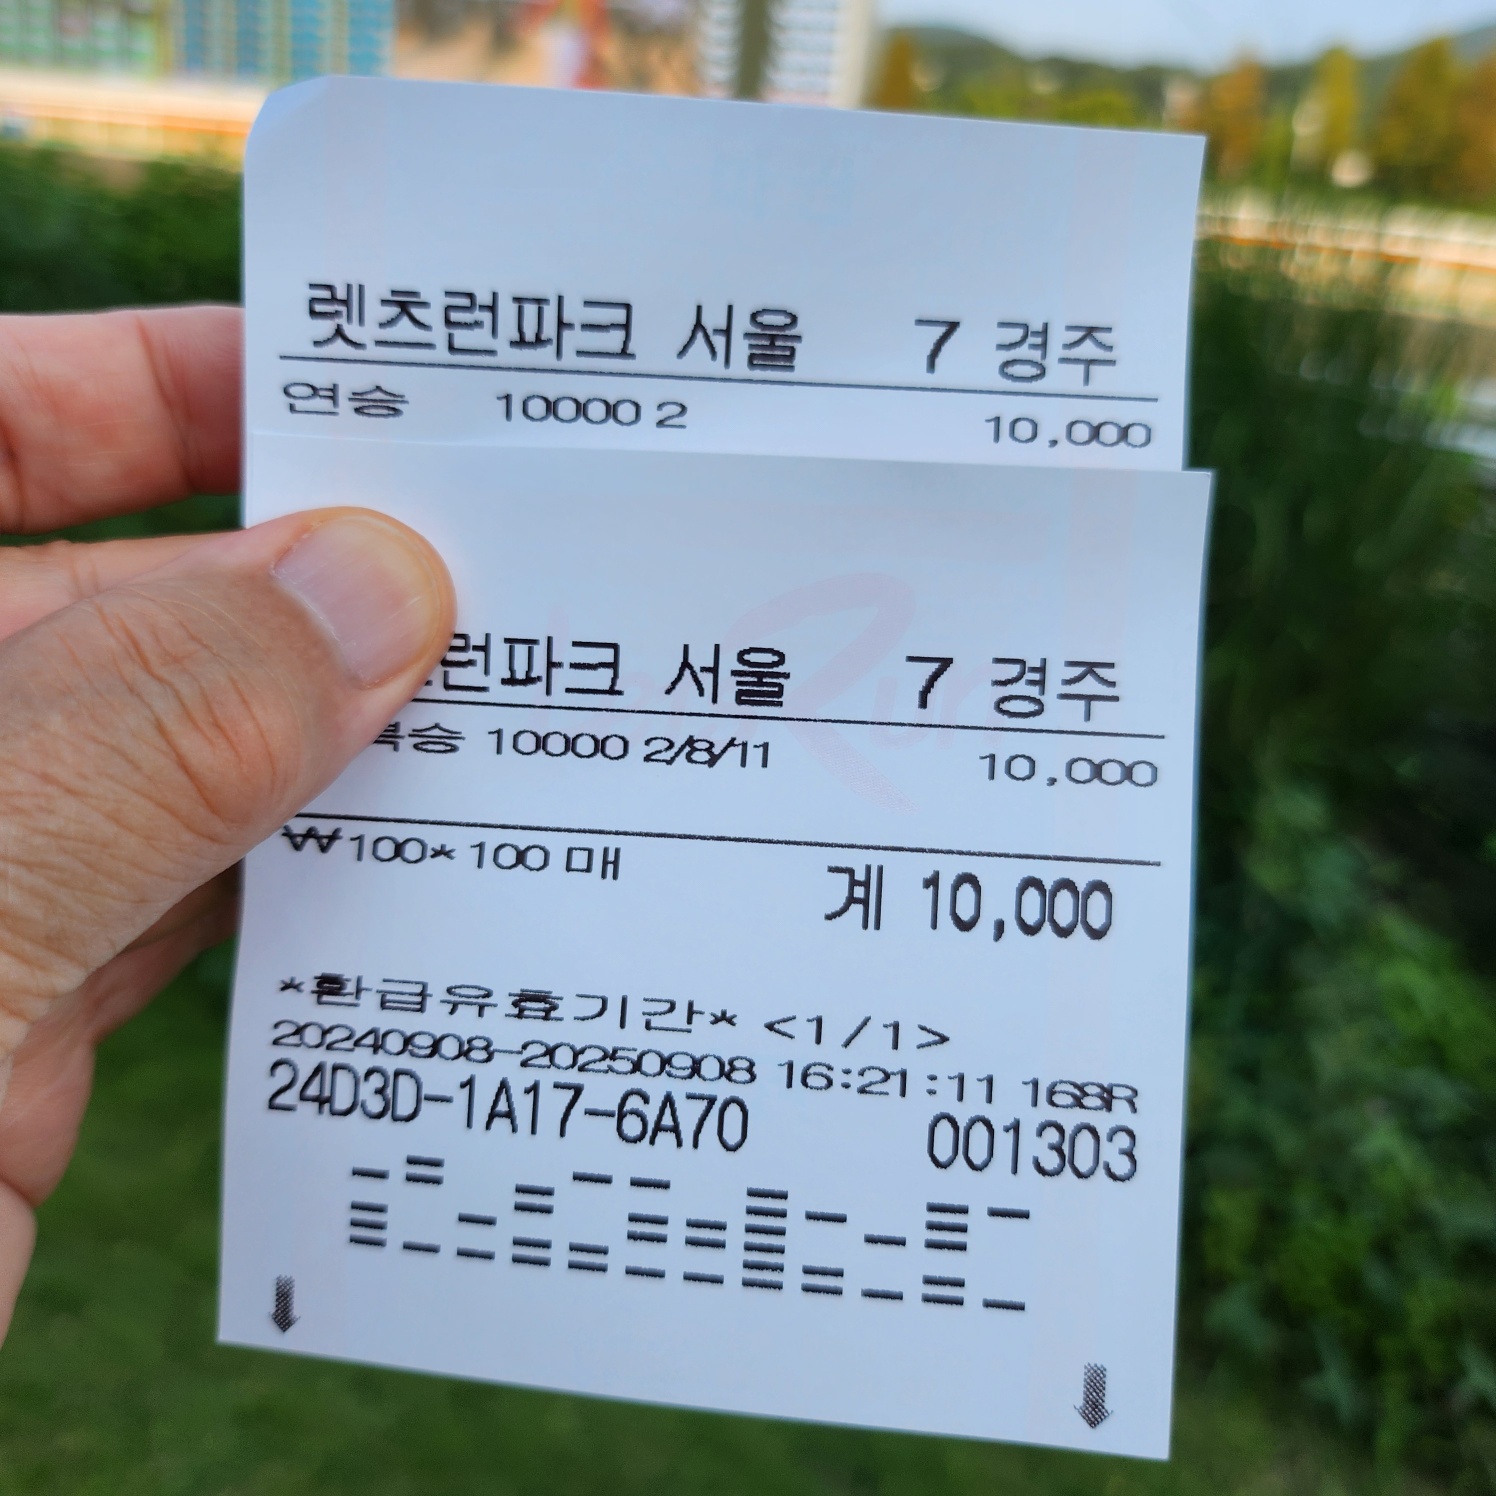 렛츠런파크 서울 7 경주
연승 10000 2 10,000
런파크 서울 7 경주
복승 10000 2/8/11 10,000
₩100*100 매 계 10,000
*환급유효기간* <1/1>
20240908-20250908 16:21:11 168R
24D3D-1A17-6A70 001303